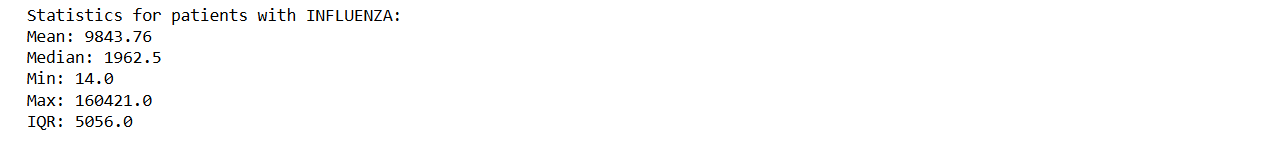 Statistics for patients with INFLUENZA:
Mean: 9843.76
Median: 1962.5
Min: 14.0
Max: 160421.0
IQR: 5056.0